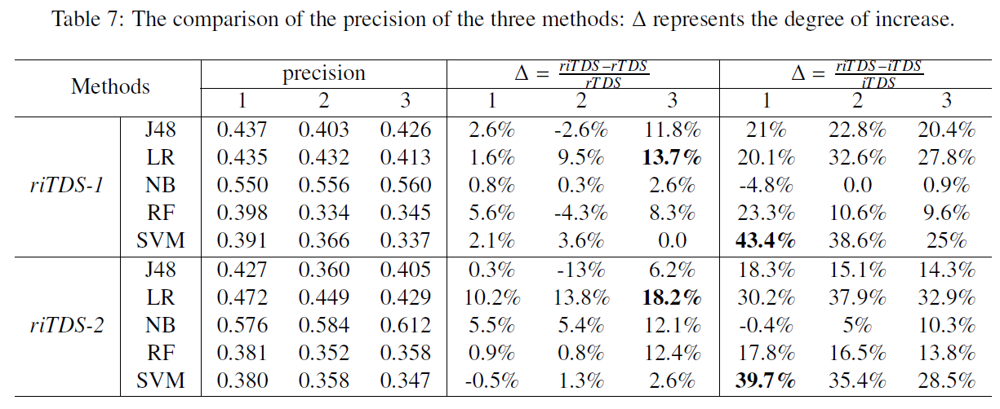 Table 7: The comparison of the precision of the three methods: Δ represents the degree of increase.
Methods precision Δ = riTDS−rTDS / rTDS Δ = riTDS−iTDS / iTDS
1 2 3 1 2 3 1 2 3
riTDS-1 J48 0.437 0.403 0.426 2.6% -2.6% 11.8% 21% 22.8% 20.4%
LR 0.435 0.432 0.413 1.6% 9.5% 13.7% 20.1% 32.6% 27.8%
NB 0.550 0.556 0.560 0.8% 0.3% 2.6% -4.8% 0.0 0.9%
RF 0.398 0.334 0.345 5.6% -4.3% 8.3% 23.3% 10.6% 9.6%
SVM 0.391 0.366 0.337 2.1% 3.6% 0.0 43.4% 38.6% 25%
riTDS-2 J48 0.427 0.360 0.405 0.3% -13% 6.2% 18.3% 15.1% 14.3%
LR 0.472 0.449 0.429 10.2% 13.8% 18.2% 30.2% 37.9% 32.9%
NB 0.576 0.584 0.612 5.5% 5.4% 12.1% -0.4% 5% 10.3%
RF 0.381 0.352 0.358 0.9% 0.8% 12.4% 17.8% 16.5% 13.8%
SVM 0.380 0.358 0.347 -0.5% 1.3% 2.6% 39.7% 35.4% 28.5%